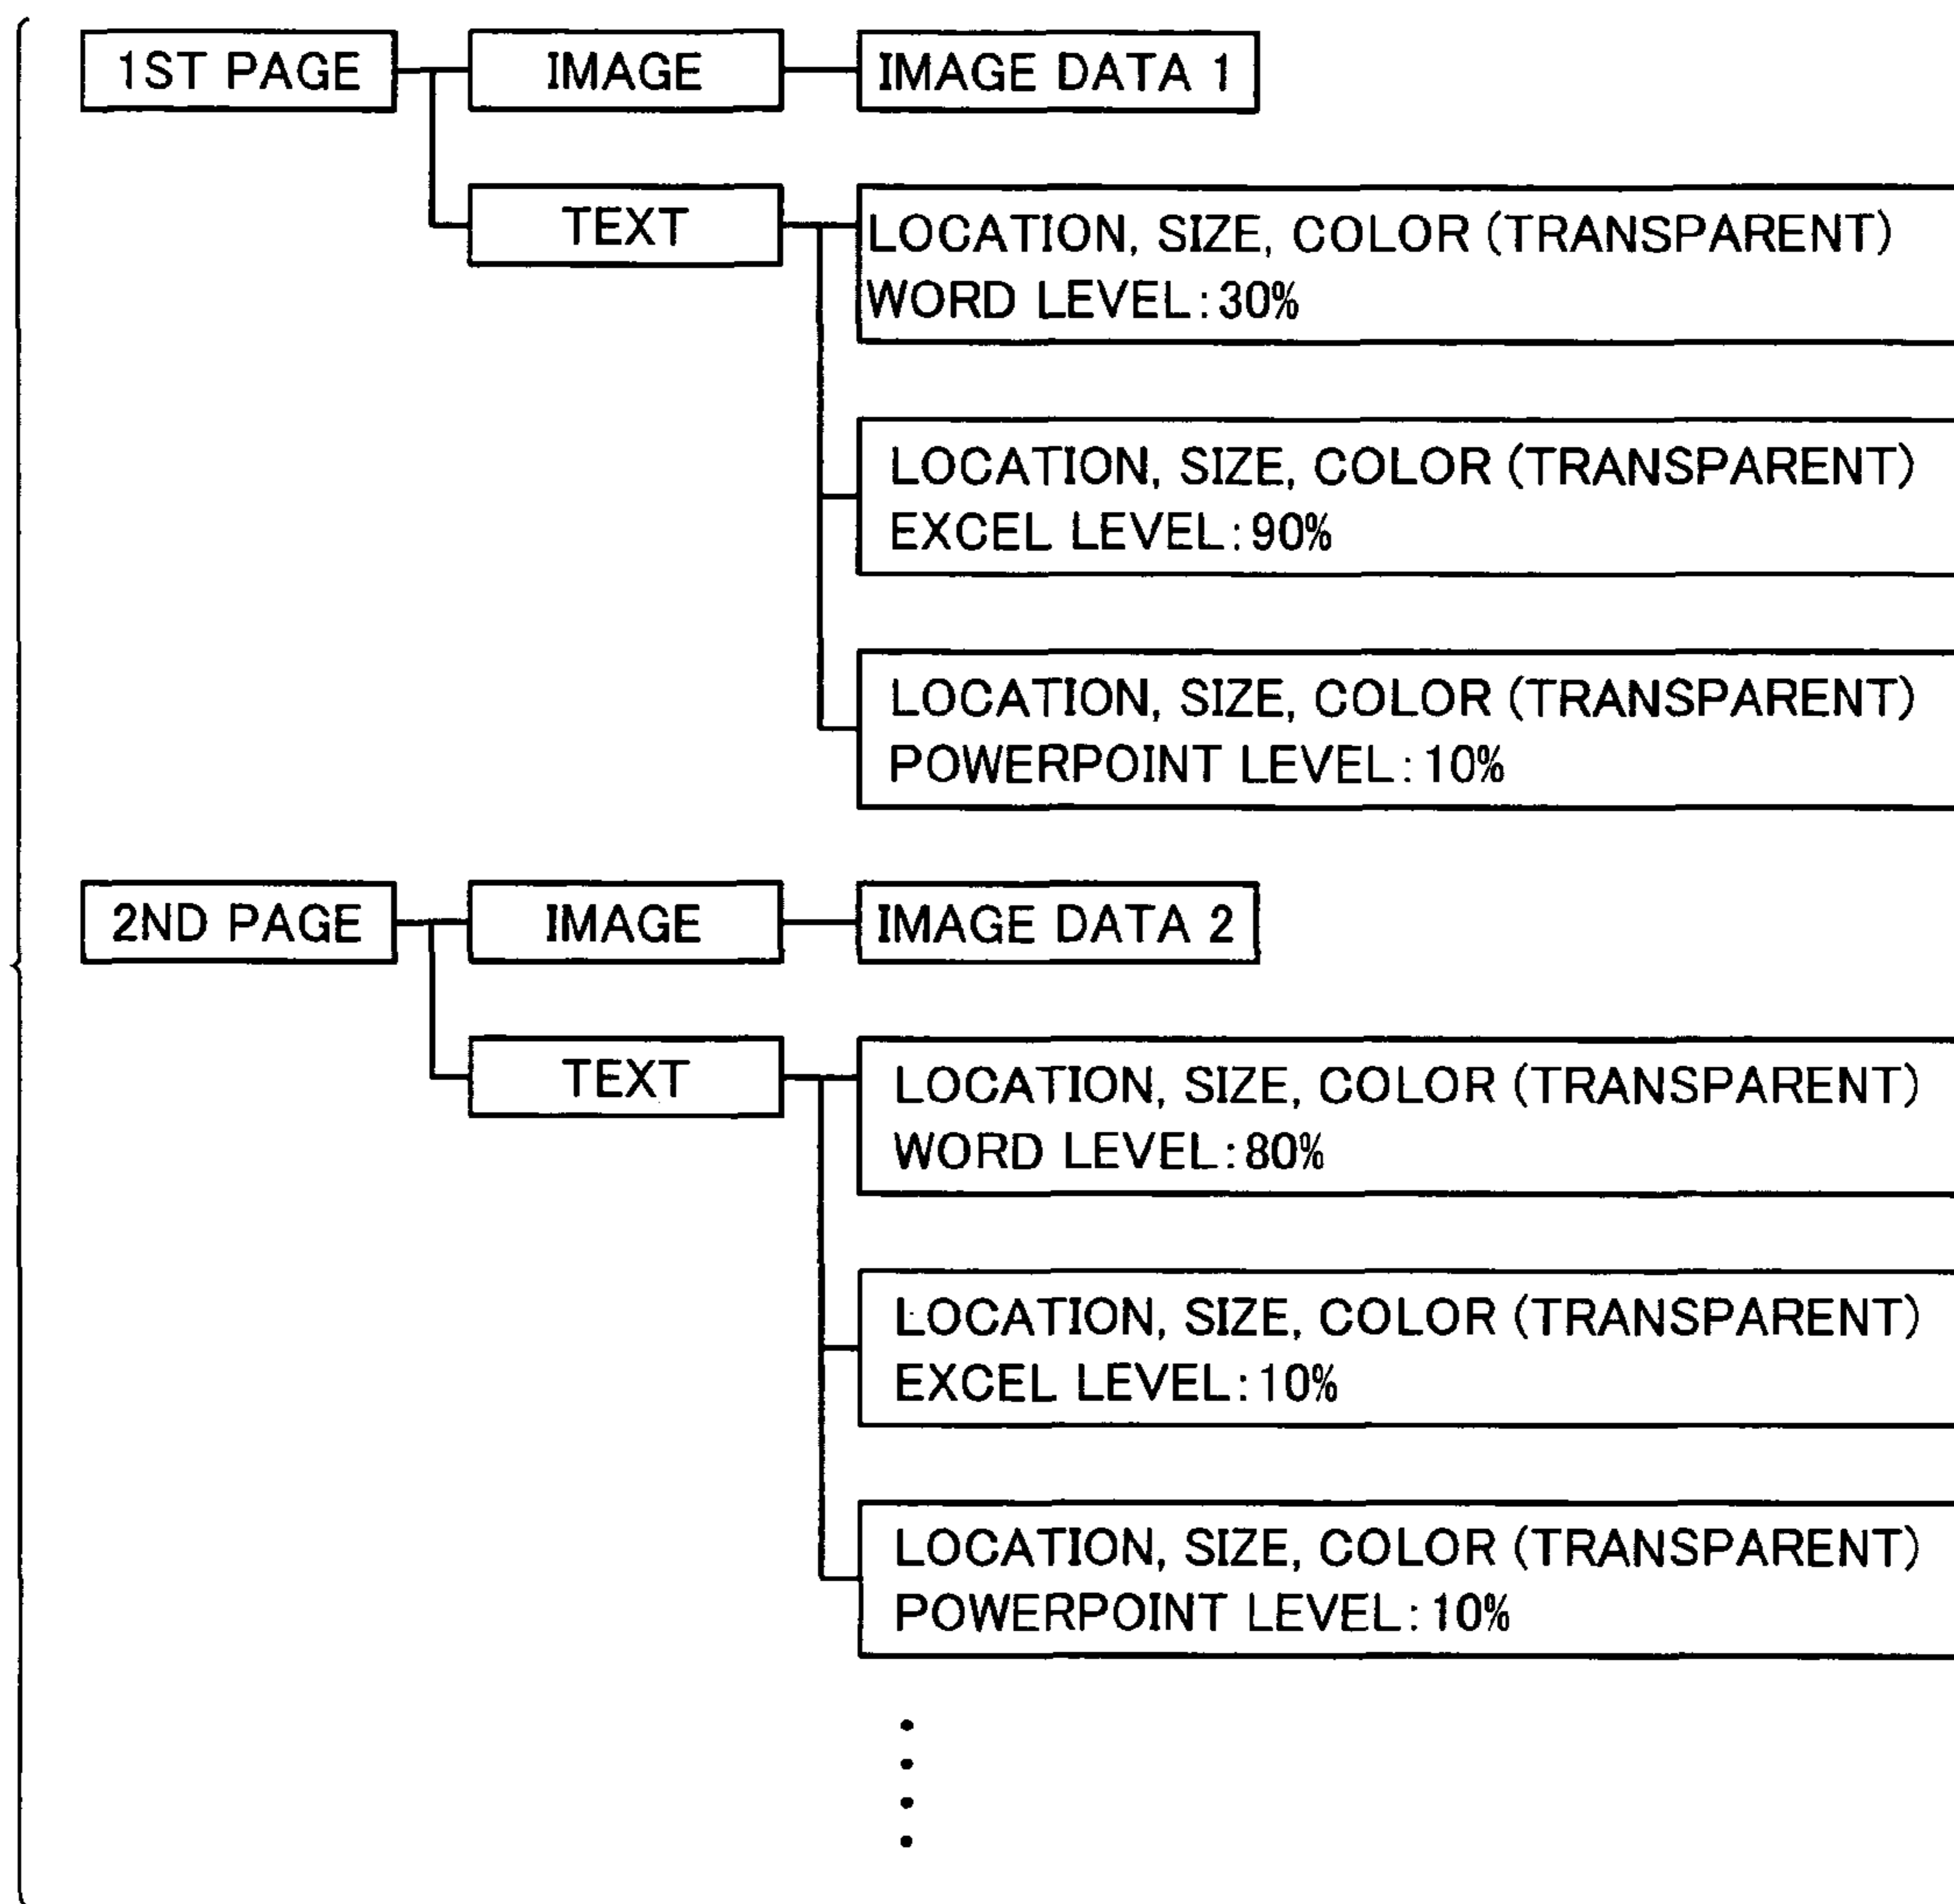 1ST PAGE
IMAGE
IMAGE DATA 1
TEXT
LOCATION, SIZE, COLOR (TRANSPARENT)
WORD LEVEL:30%
LOCATION, SIZE, COLOR (TRANSPARENT)
EXCEL LEVEL:90%
LOCATION, SIZE, COLOR (TRANSPARENT)
POWERPOINT LEVEL:10%
2ND PAGE
IMAGE
IMAGE DATA 2
TEXT
LOCATION, SIZE, COLOR (TRANSPARENT)
WORD LEVEL:80%
LOCATION, SIZE, COLOR (TRANSPARENT)
EXCEL LEVEL:10%
LOCATION, SIZE, COLOR (TRANSPARENT)
POWERPOINT LEVEL:10%